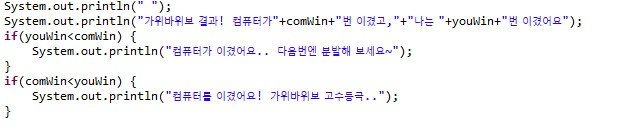 System.out.println(" ");
System.out.println("가위바위보 결과! 컴퓨터가"+comWin+"번 이겼고,"+"나는 "+youWin+"번 이겼어요");
if(youWin<comWin) {
    System.out.println("컴퓨터가 이겼어요.. 다음번엔 분발해 보세요~");
}
if(comWin<youWin) {
    System.out.println("컴퓨터를 이겼어요! 가위바위보 고수등극..");
}